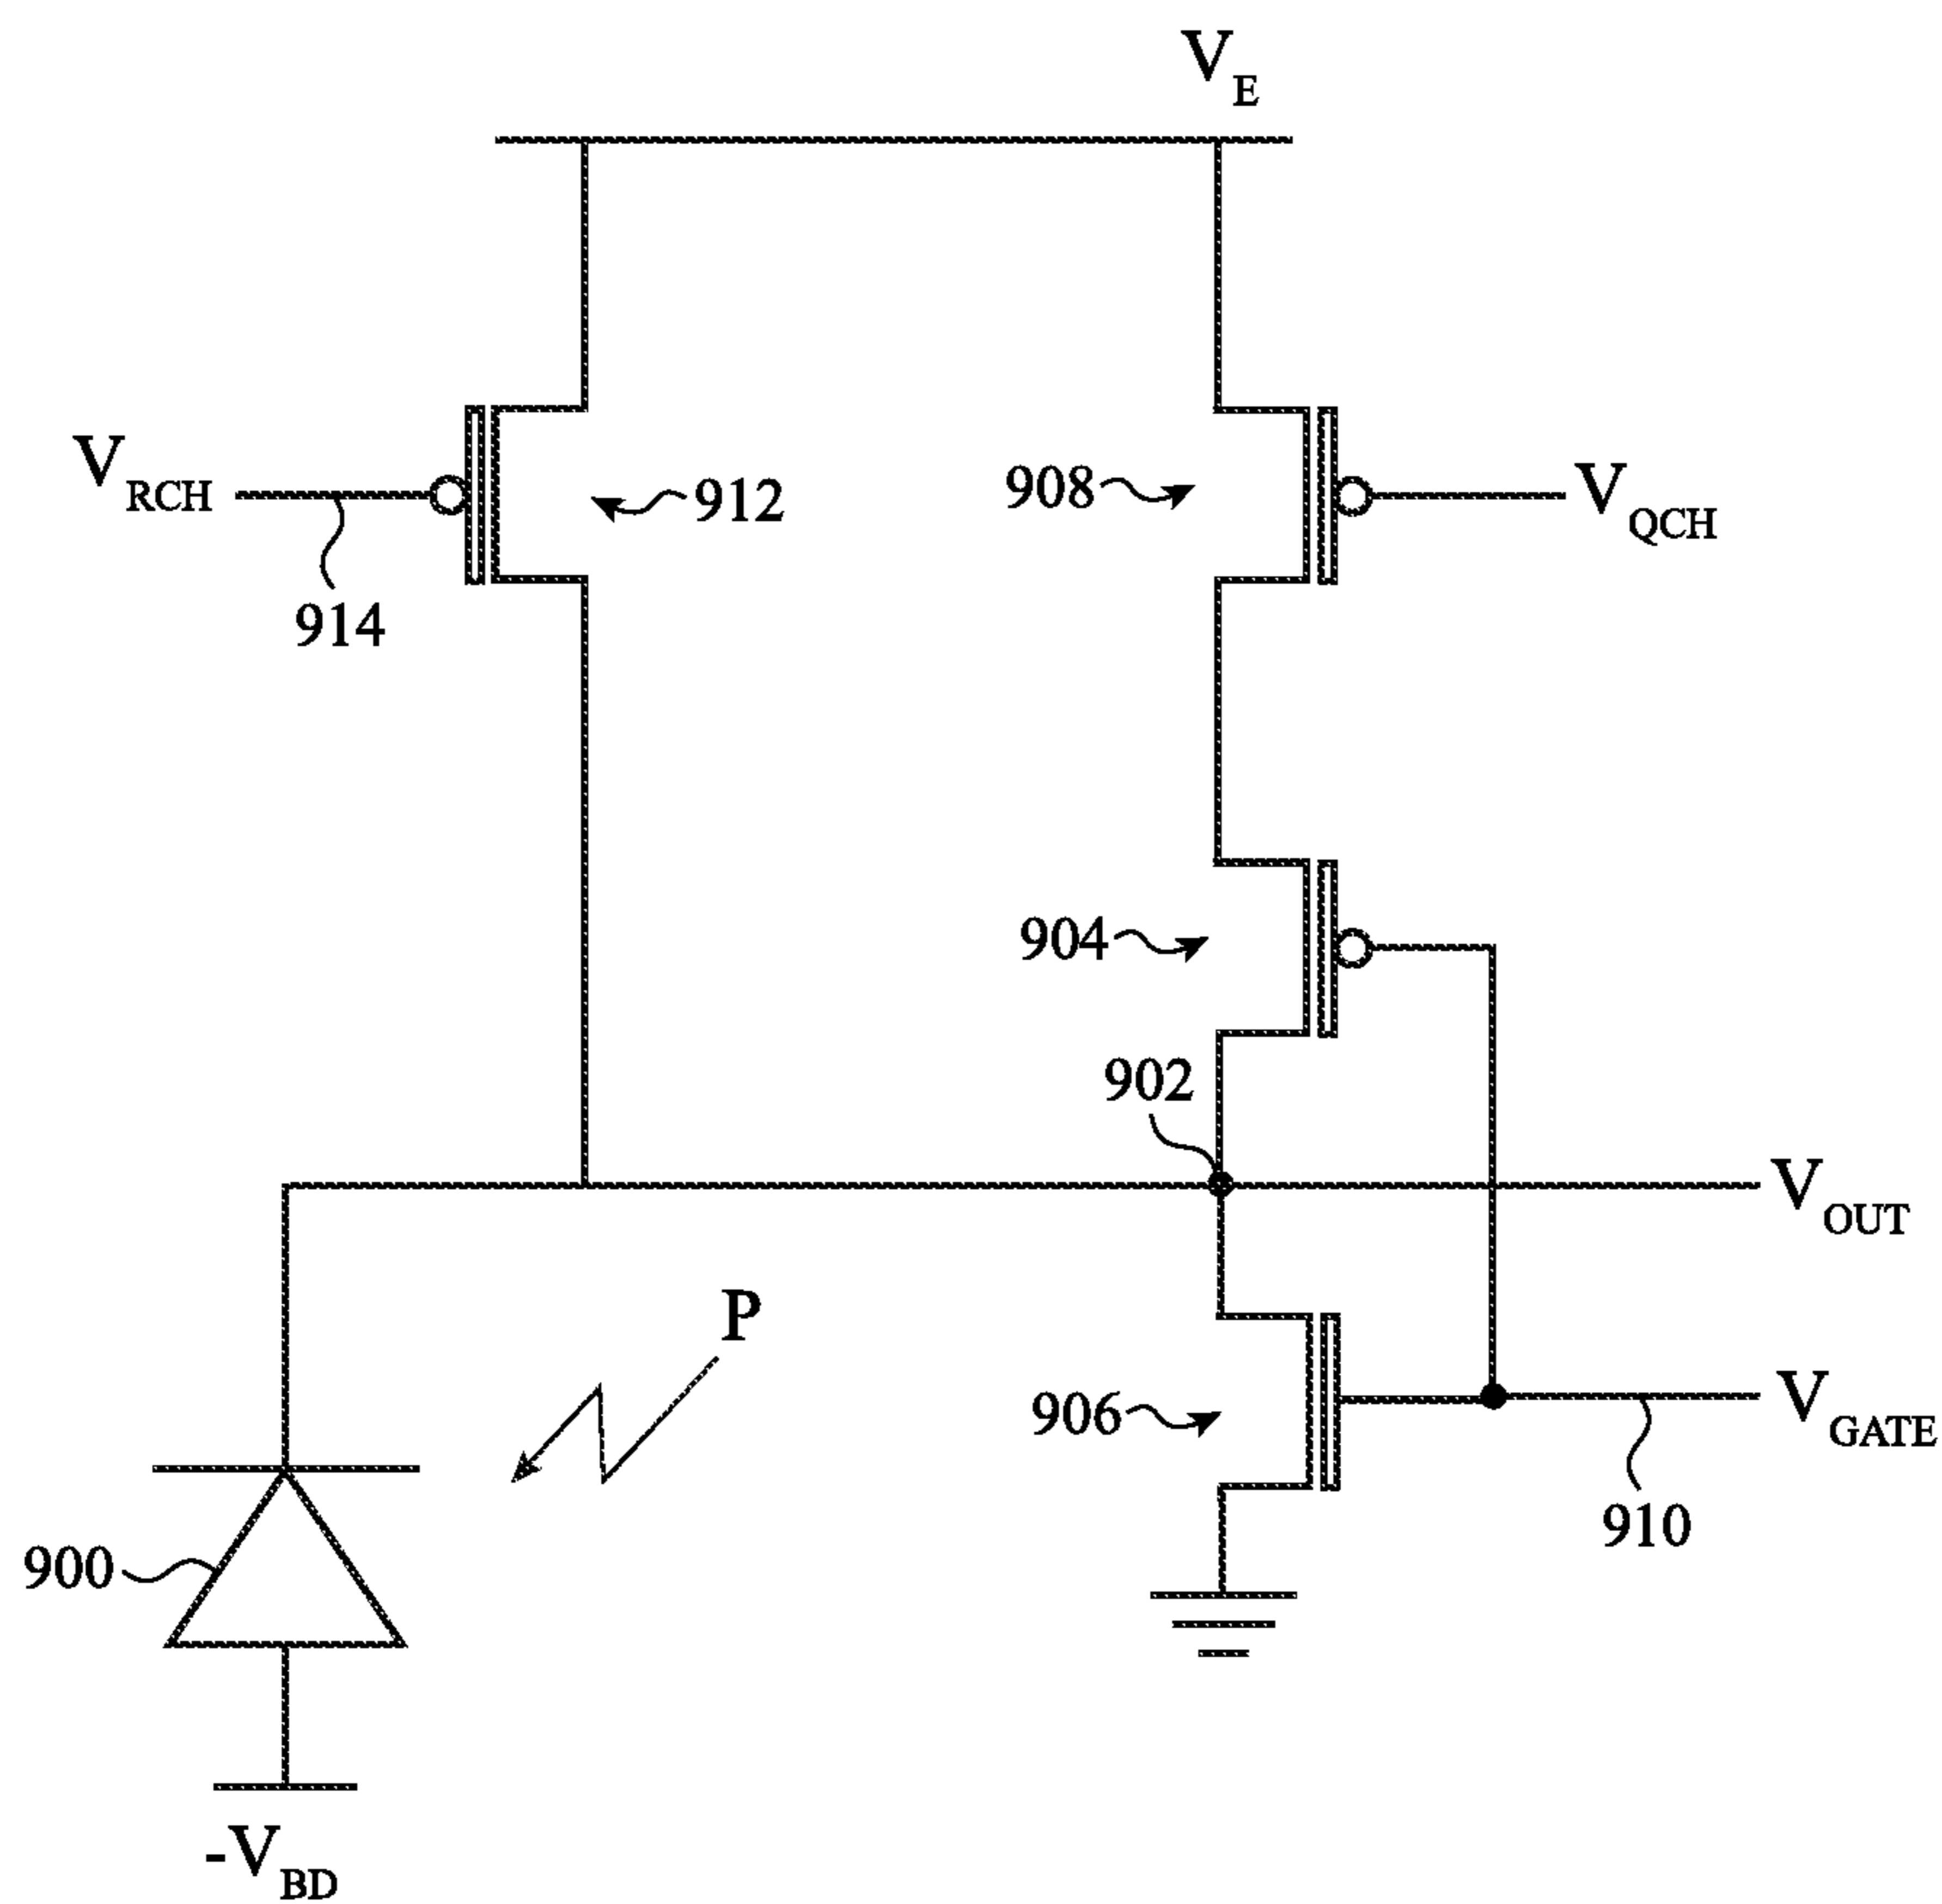 V_E
V_RCH
912
908
V_QCH
914
904
902
V_OUT
P
V_GATE
906
910
900
-V_BD